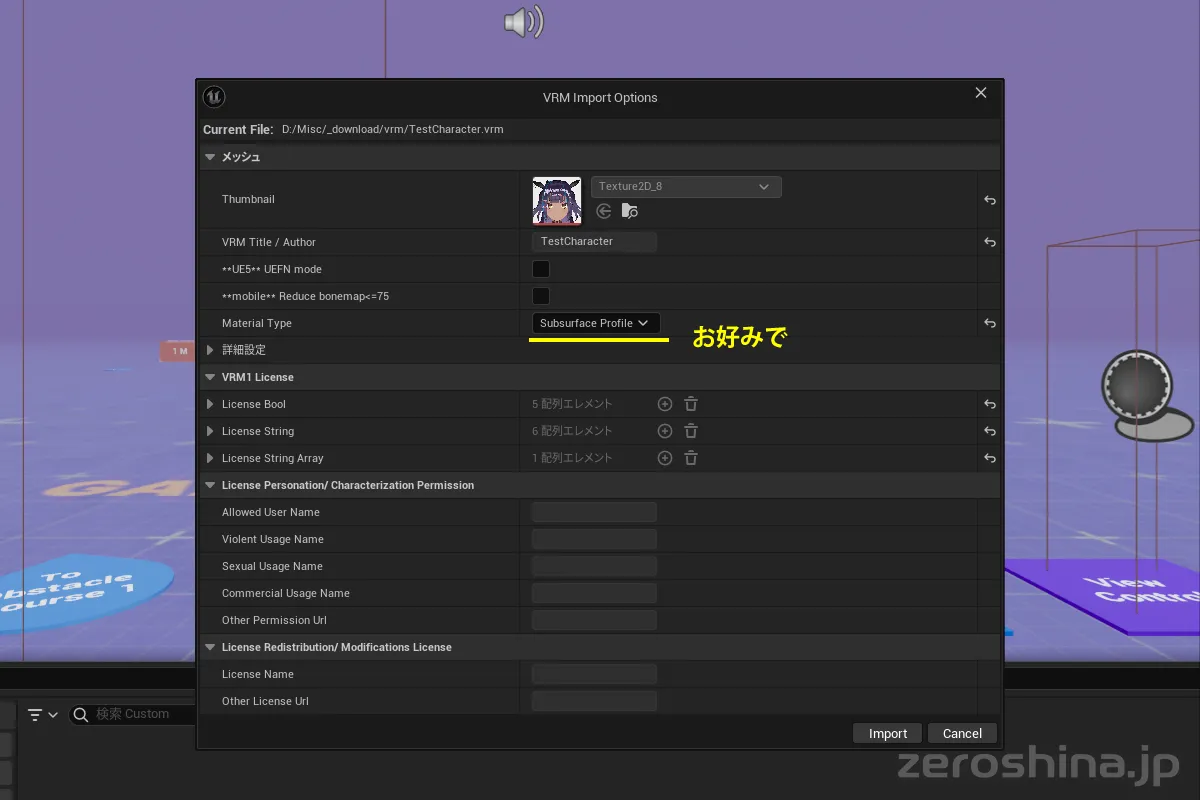 VRM Import Options
Current File: D:/Misc/_download/vrm/TestCharacter.vrm
メッシュ
Thumbnail
Texture2D_8
VRM Title / Author
TestCharacter
**UE5** UEFN mode
**mobile** Reduce bonemap<=75
Material Type
Subsurface Profile
お好みで
1 M
詳細設定
VRM1 License
License Bool
5 配列エレメント
License String
6 配列エレメント
License String Array
1 配列エレメント
License Personation/ Characterization Permission
Allowed User Name
Violent Usage Name
Sexual Usage Name
Commercial Usage Name
Other Permission Url
To
Course 1
View
License Redistribution/ Modifications License
License Name
Other License Url
検索 Custom
Import
Cancel
zeroshina.jp